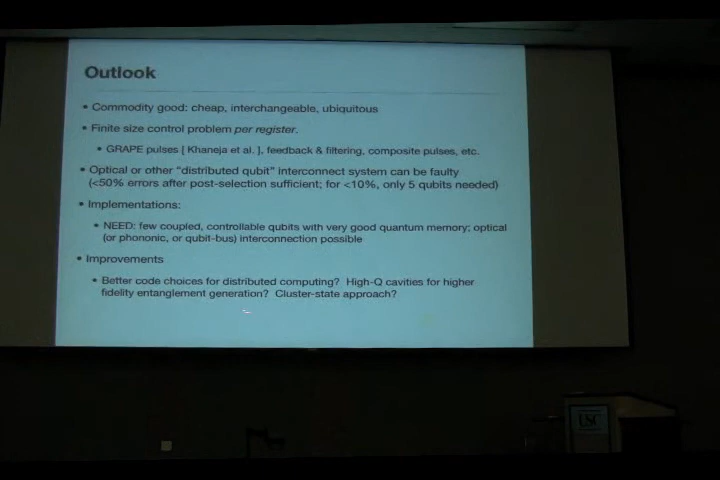 Outlook
• Commodity good: cheap, interchangeable, ubiquitous
• Finite size control problem per register.
• GRAPE pulses [ Khaneja et al. ], feedback & filtering, composite pulses, etc.
• Optical or other "distributed qubit" interconnect system can be faulty
(<50% errors after post-selection sufficient; for <10%, only 5 qubits needed)
• Implementations:
• NEED: few coupled, controllable qubits with very good quantum memory; optical
(or phononic, or qubit-bus) interconnection possible
• Improvements
• Better code choices for distributed computing? High-Q cavities for higher
fidelity entanglement generation? Cluster-state approach?
USC